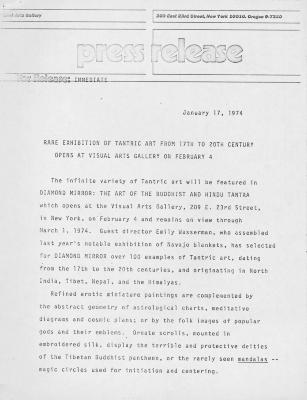 Visual Arts Gallery
209 East 23rd Street, New York 10010. Oregon 9-7350
press release
for Release: IMMEDIATE
January 17, 1974
RARE EXHIBITION OF TANTRIC ART FROM 17TH TO 20TH CENTURY
OPENS AT VISUAL ARTS GALLERY ON FEBRUARY 4
The infinite variety of Tantric art will be featured in
DIAMOND MIRROR: THE ART OF THE BUDDHIST AND HINDU TANTRA
which opens at the Visual Arts Gallery, 209 E. 23rd Street,
in New York, on February 4 and remains on view through
March 1, 1974. Guest director Emily Wasserman, who assembled
last year's notable exhibition of Navajo blankets, has selected
for DIAMOND MIRROR over 100 examples of Tantric art, dating
from the 17th to the 20th centuries, and originating in North
India, Tibet, Nepal, and the Himalyas.
Refined erotic miniature paintings are complemented by
the abstract geometry of astrological charts, meditative
diagrams and cosmic plans; or by the folk images of popular
gods and their emblems. Ornate scrolls, mounted in
embroidered silk, display the terrible and protective deities
of the Tibetan Buddhist pantheon, or the rarely seen mandalas --
magic circles used for initiation and centering.